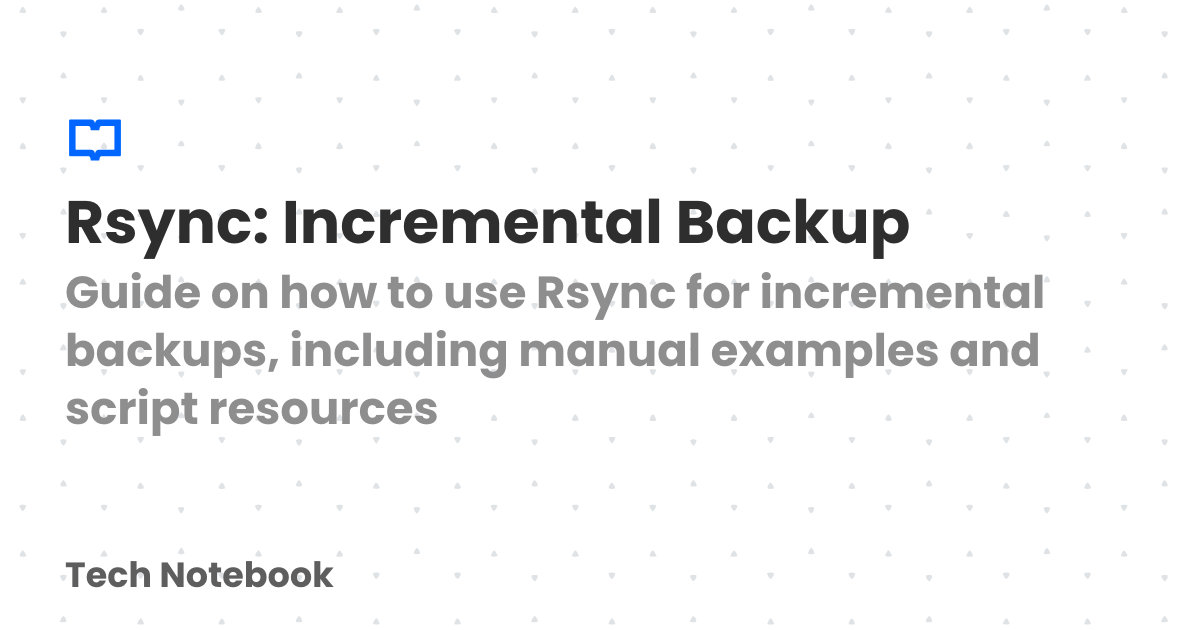 Rsync: Incremental Backup
Guide on how to use Rsync for incremental
backups, including manual examples and
script resources
Tech Notebook